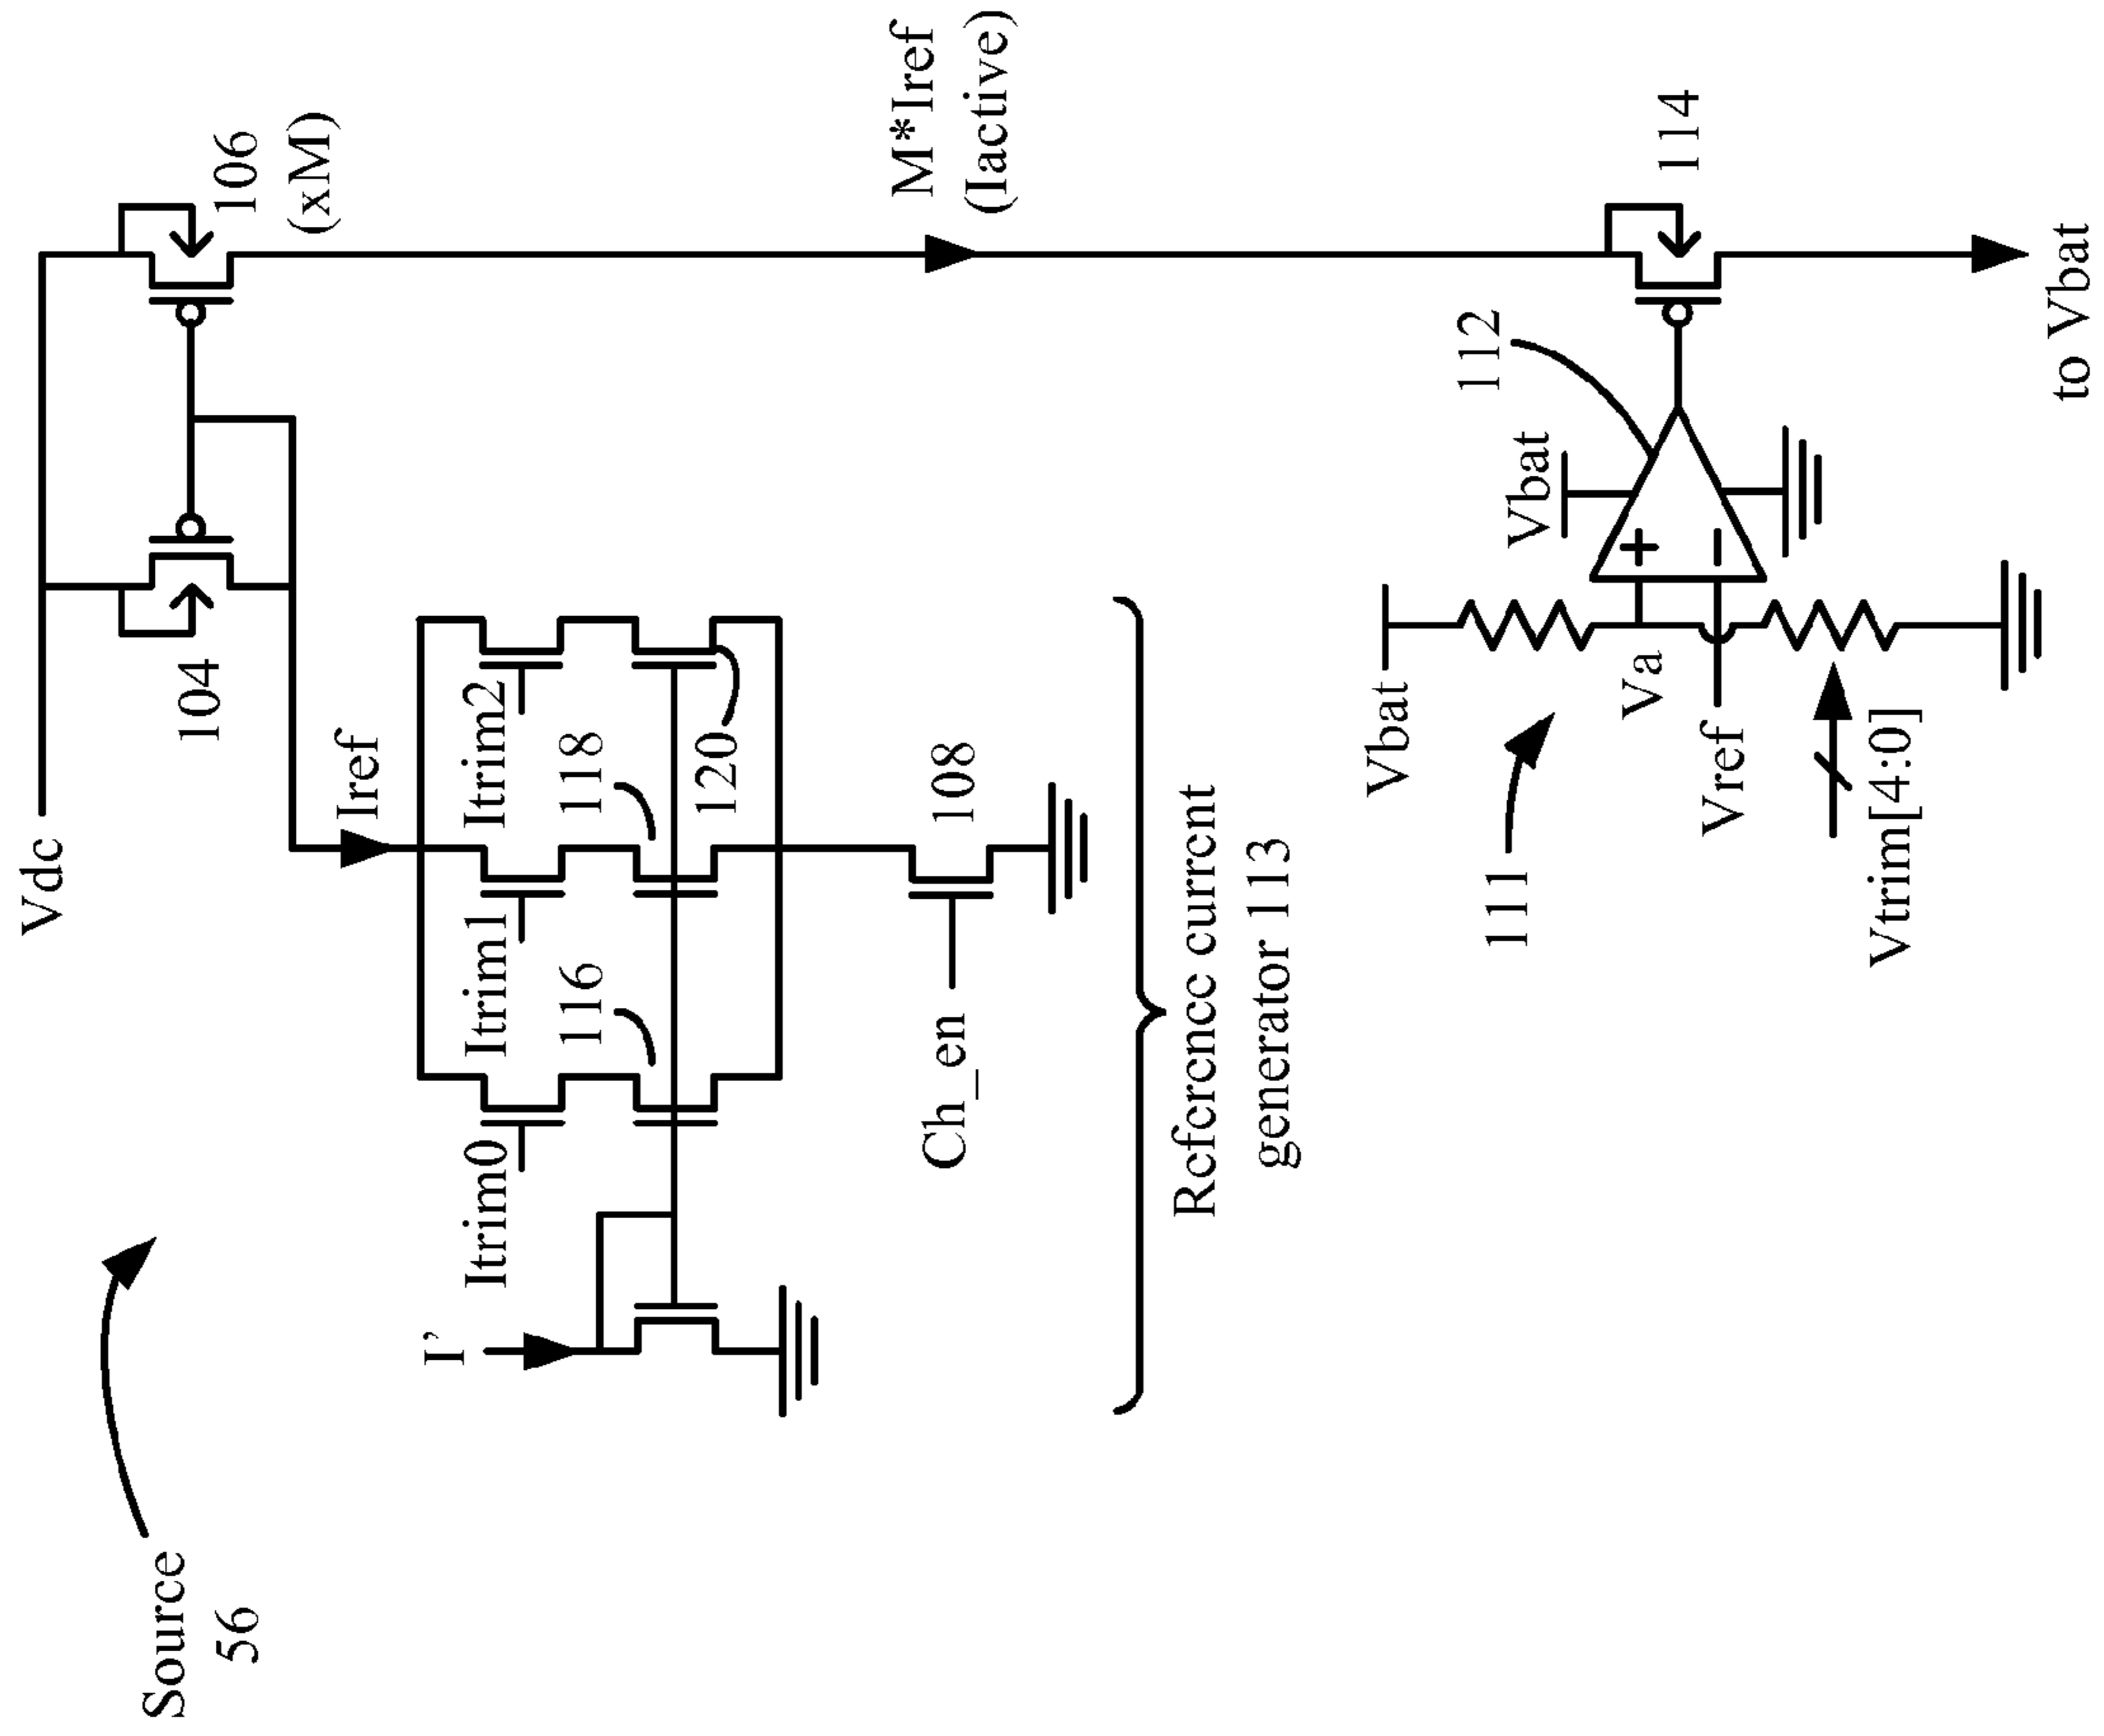 Vdc
Source
56
104
106
(xM)
Iref
I'
Itrim0
Itrim1
Itrim2
116
118
120
M*Iref
(Iactive)
Ch_en
108
Reference current
generator 113
Vbat
111
112
Vbat
Va
114
Vref
Vtrim[4:0]
to Vbat